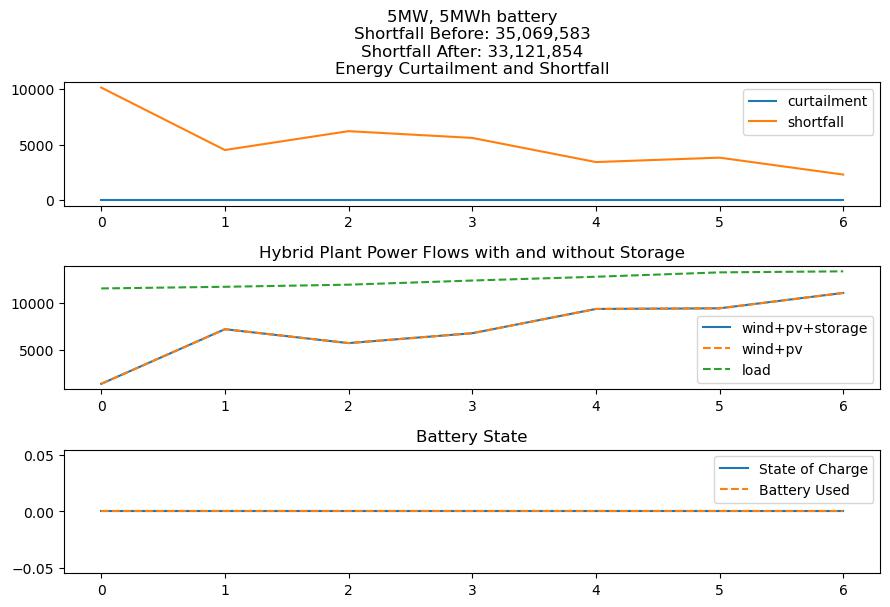 5MW, 5MWh battery
Shortfall Before: 35,069,583
Shortfall After: 33,121,854
Energy Curtailment and Shortfall
10000
5000
0
curtailment
shortfall
0 1 2 3 4 5 6
Hybrid Plant Power Flows with and without Storage
10000
5000
wind+pv+storage
wind+pv
load
0 1 2 3 4 5 6
Battery State
0.05
0.00
−0.05
State of Charge
Battery Used
0 1 2 3 4 5 6